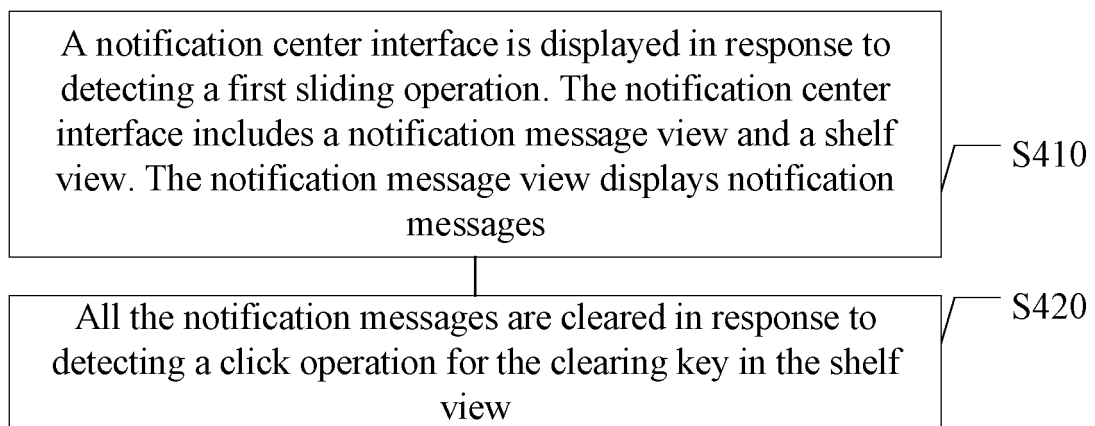 A notification center interface is displayed in response to
detecting a first sliding operation. The notification center
interface includes a notification message view and a shelf
view. The notification message view displays notification
messages
S410
All the notification messages are cleared in response to
detecting a click operation for the clearing key in the shelf
view
S420